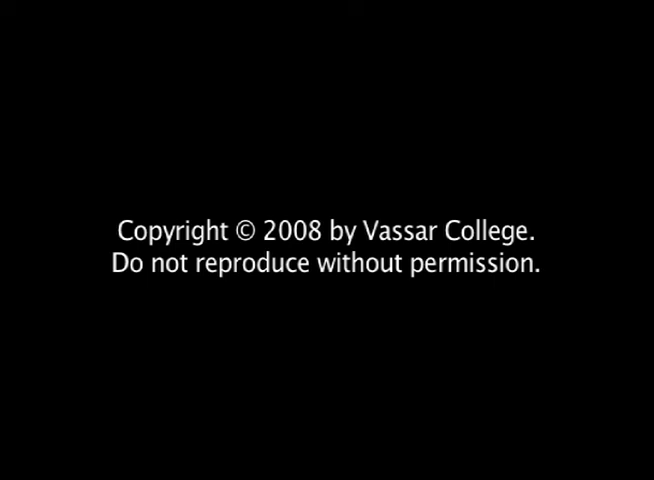 Copyright © 2008 by Vassar College.
Do not reproduce without permission.